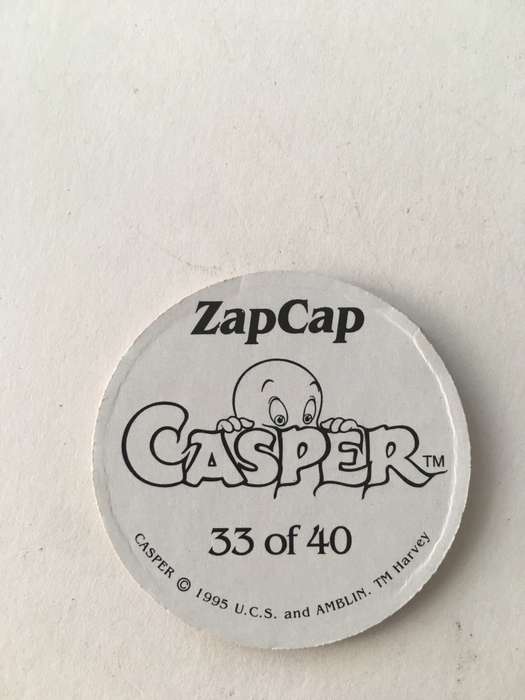 ZapCap
CASPER™
33 of 40
CASPER © 1995 U.C.S. and AMBLIN. TM Harvey